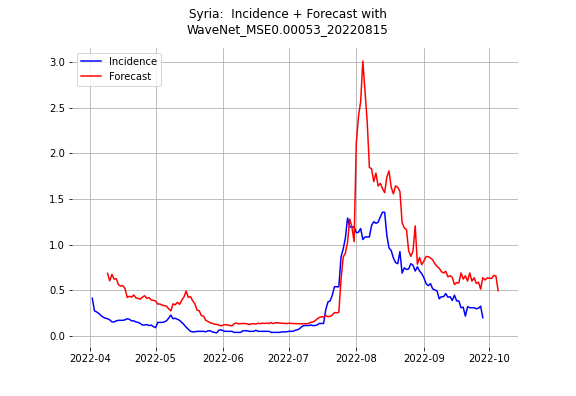 Syria:  Incidence + Forecast with
WaveNet_MSE0.00053_20220815
Incidence
Forecast
3.0
2.5
2.0
1.5
1.0
0.5
0.0
2022-04 2022-05 2022-06 2022-07 2022-08 2022-09 2022-10